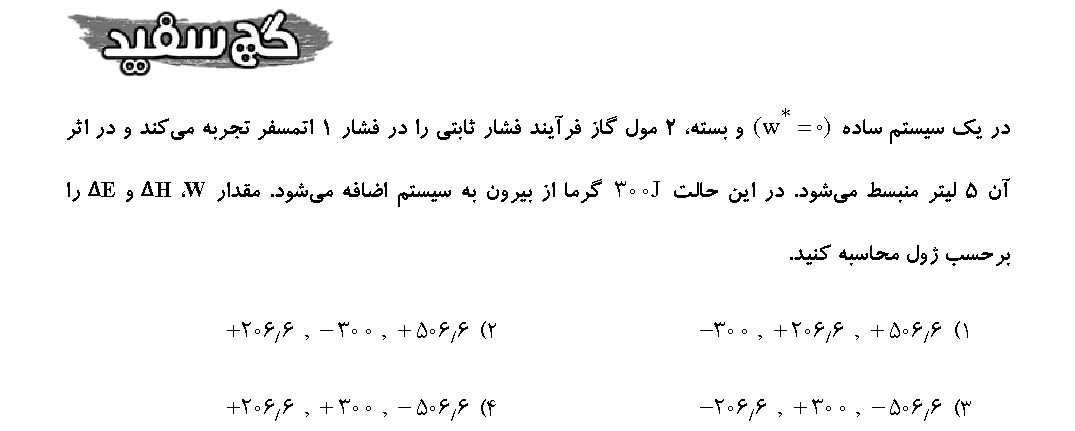 گچ سفید
در یک سیستم ساده (w* = ۰) و بسته، ۲ مول گاز فرآیند فشار ثابتی را در فشار ۱ اتمسفر تجربه می‌کند و در اثر
آن ۵ لیتر منبسط می‌شود. در این حالت ۳۰۰J گرما از بیرون به سیستم اضافه می‌شود. مقدار ΔH ،W و ΔE را
برحسب ژول محاسبه کنید.
۱) +۵۰۶٫۶ , +۲۰۶٫۶ , −۳۰۰
۲) +۵۰۶٫۶ , −۳۰۰ , +۲۰۶٫۶
۳) −۵۰۶٫۶ , +۳۰۰ , −۲۰۶٫۶
۴) −۵۰۶٫۶ , +۳۰۰ , +۲۰۶٫۶